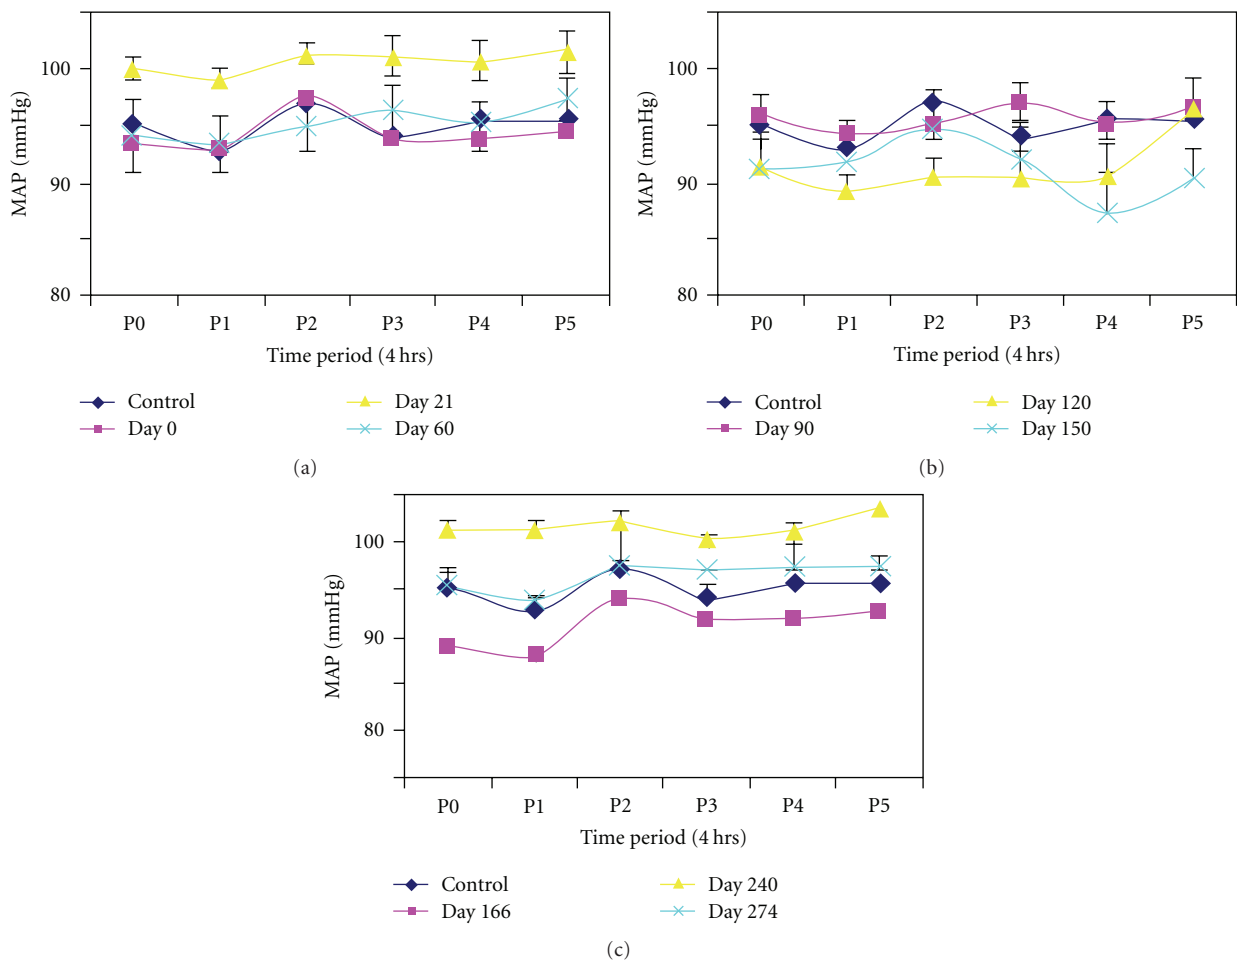 MAP (mmHg)
100
90
80
P0 P1 P2 P3 P4 P5
Time period (4 hrs)
Control
Day 0
Day 21
Day 60
(a)
MAP (mmHg)
100
90
80
P0 P1 P2 P3 P4 P5
Time period (4 hrs)
Control
Day 90
Day 120
Day 150
(b)
MAP (mmHg)
100
90
80
P0 P1 P2 P3 P4 P5
Time period (4 hrs)
Control
Day 166
Day 240
Day 274
(c)